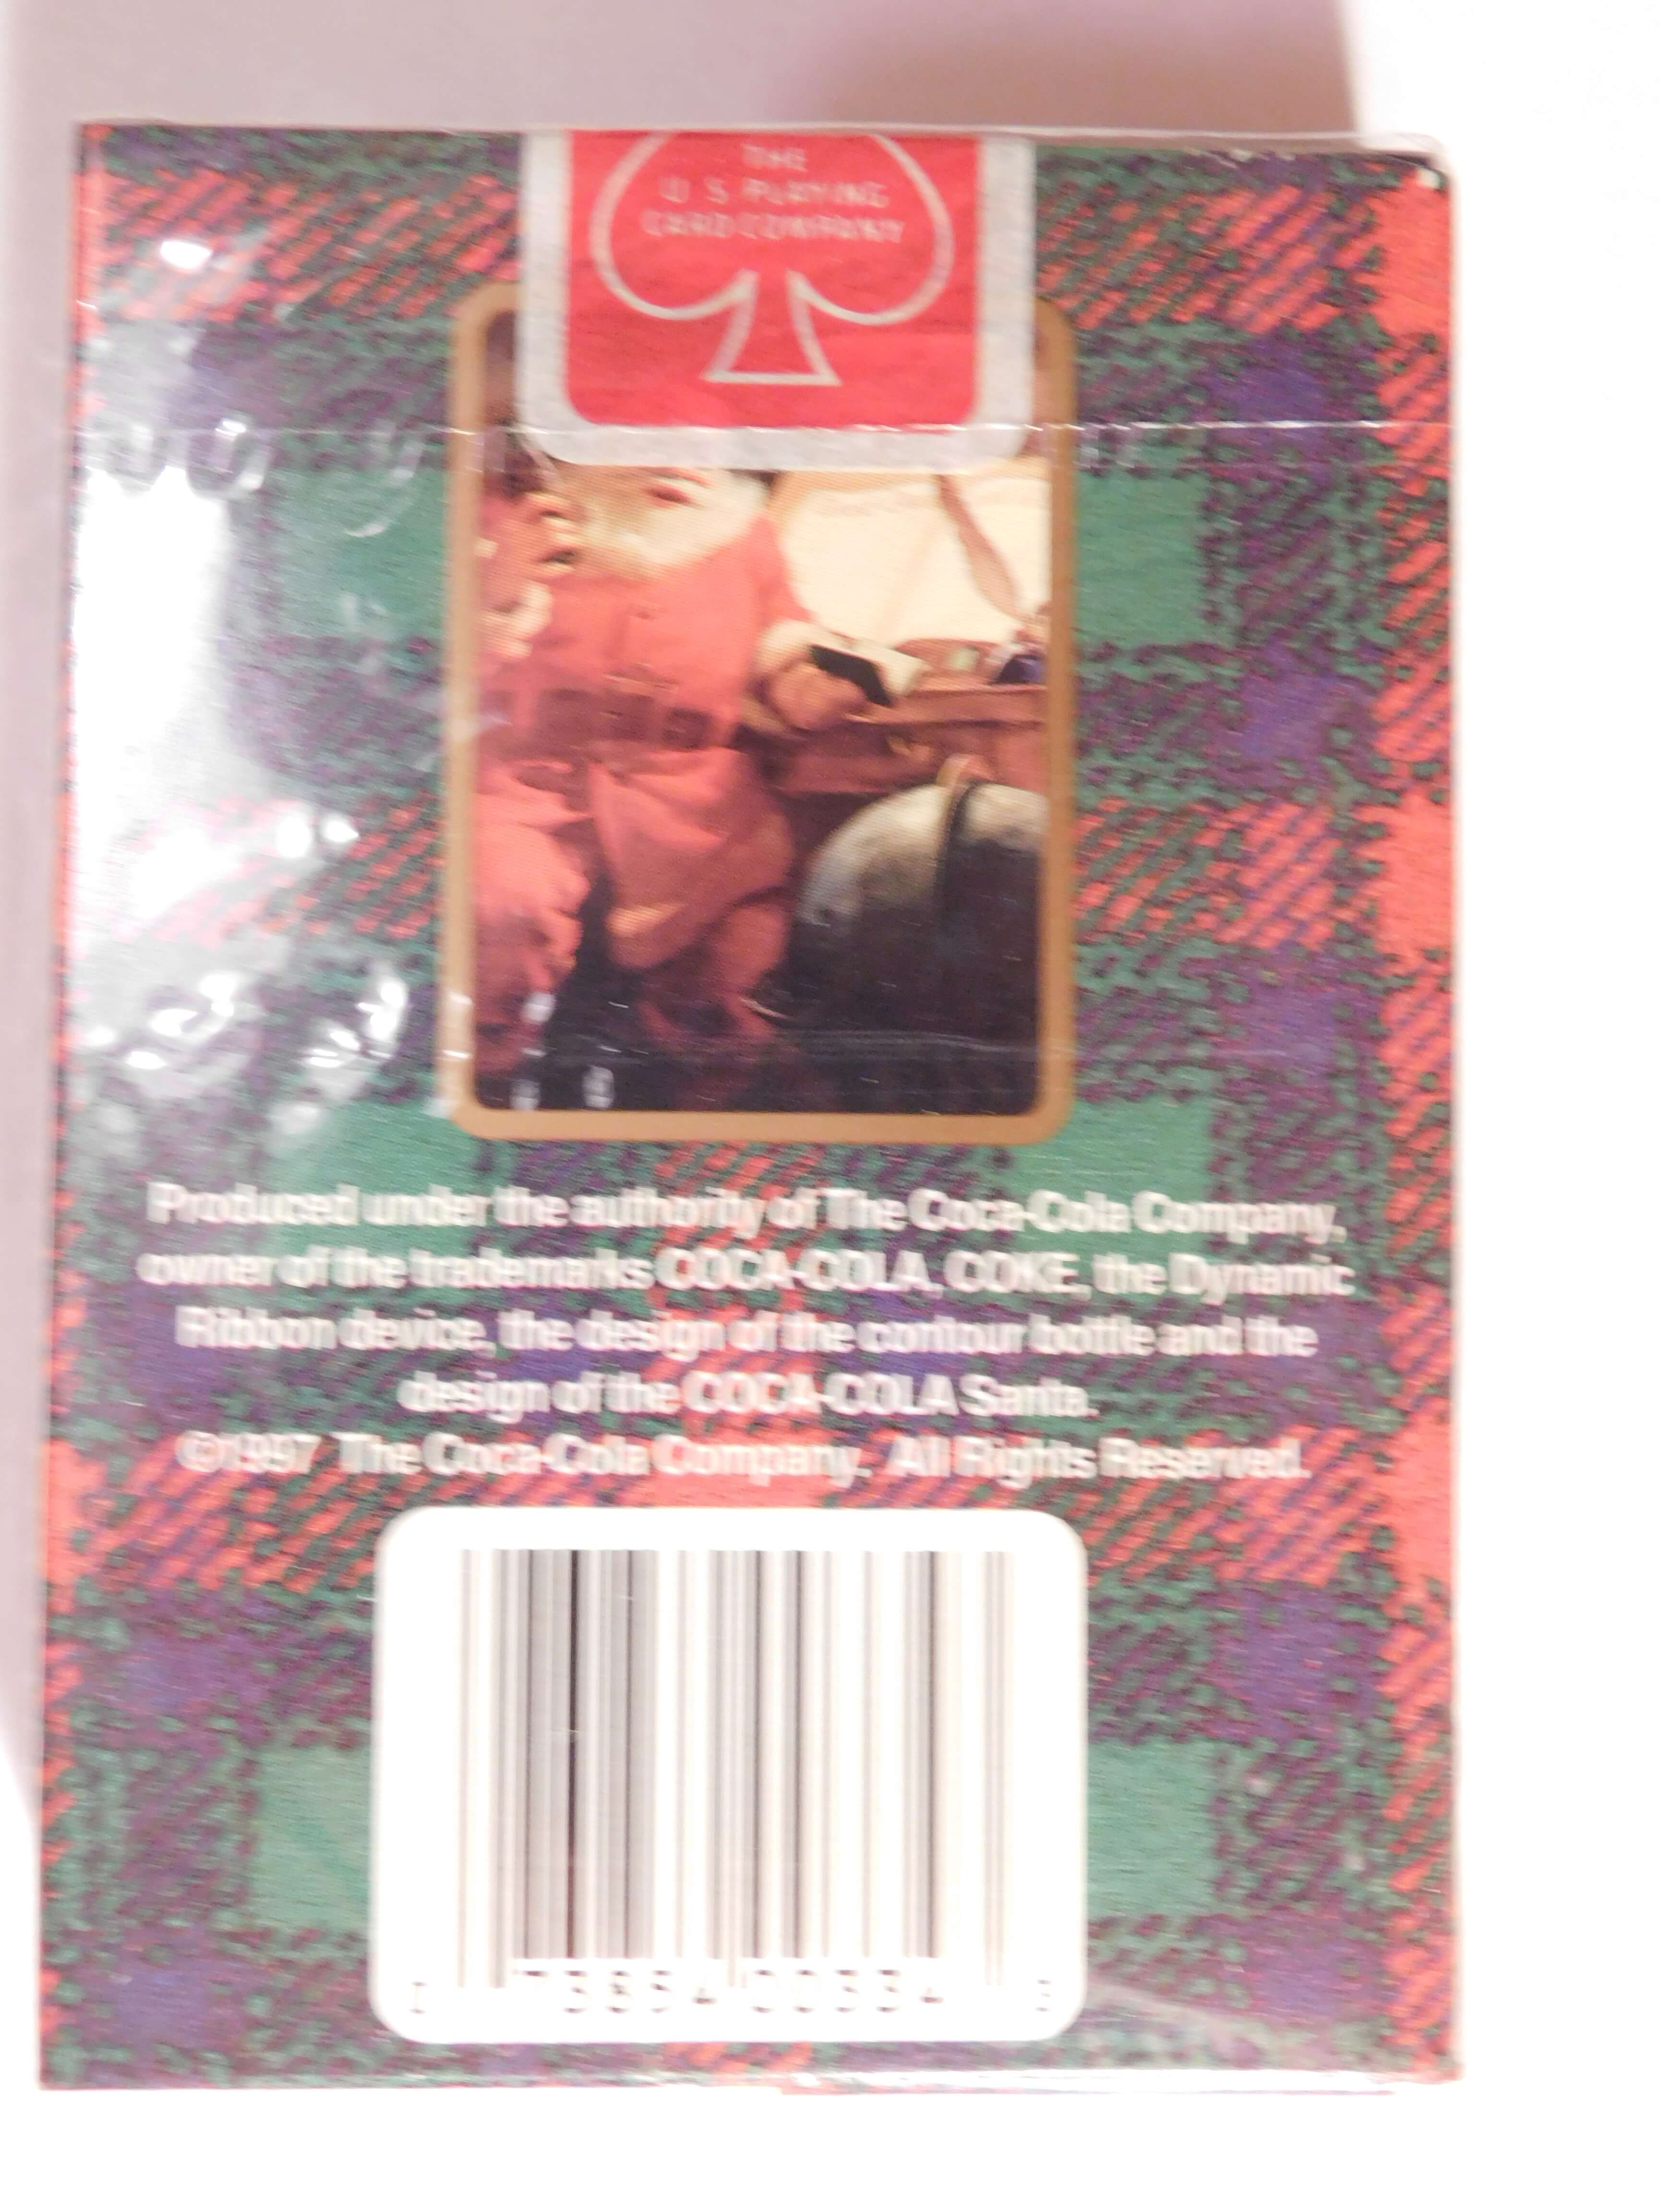 THE
U S PLAYING
CARD COMPANY
Produced under the authority of The Coca-Cola Company,
owner of the trademarks COCA-COLA, COKE, the Dynamic
Ribbon device, the design of the contour bottle and the
design of the COCA-COLA Santa.
©1997 The Coca-Cola Company. All Rights Reserved.
73854 00334